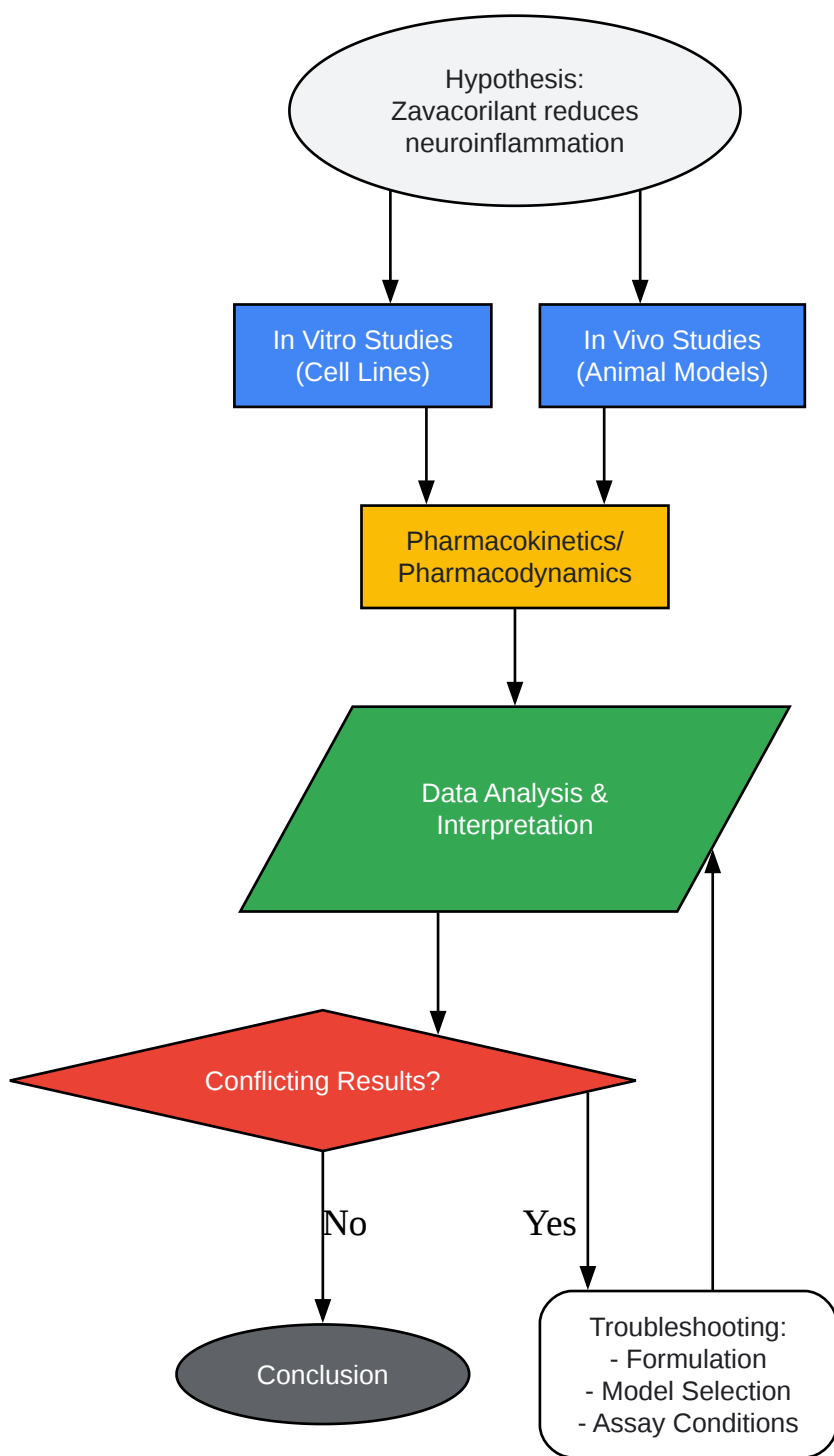 Hypothesis:
Zavacorilant reduces
neuroinflammation
In Vitro Studies
(Cell Lines)
In Vivo Studies
(Animal Models)
Pharmacokinetics/
Pharmacodynamics
Data Analysis &
Interpretation
Conflicting Results?
No
Yes
Conclusion
Troubleshooting:
- Formulation
- Model Selection
- Assay Conditions